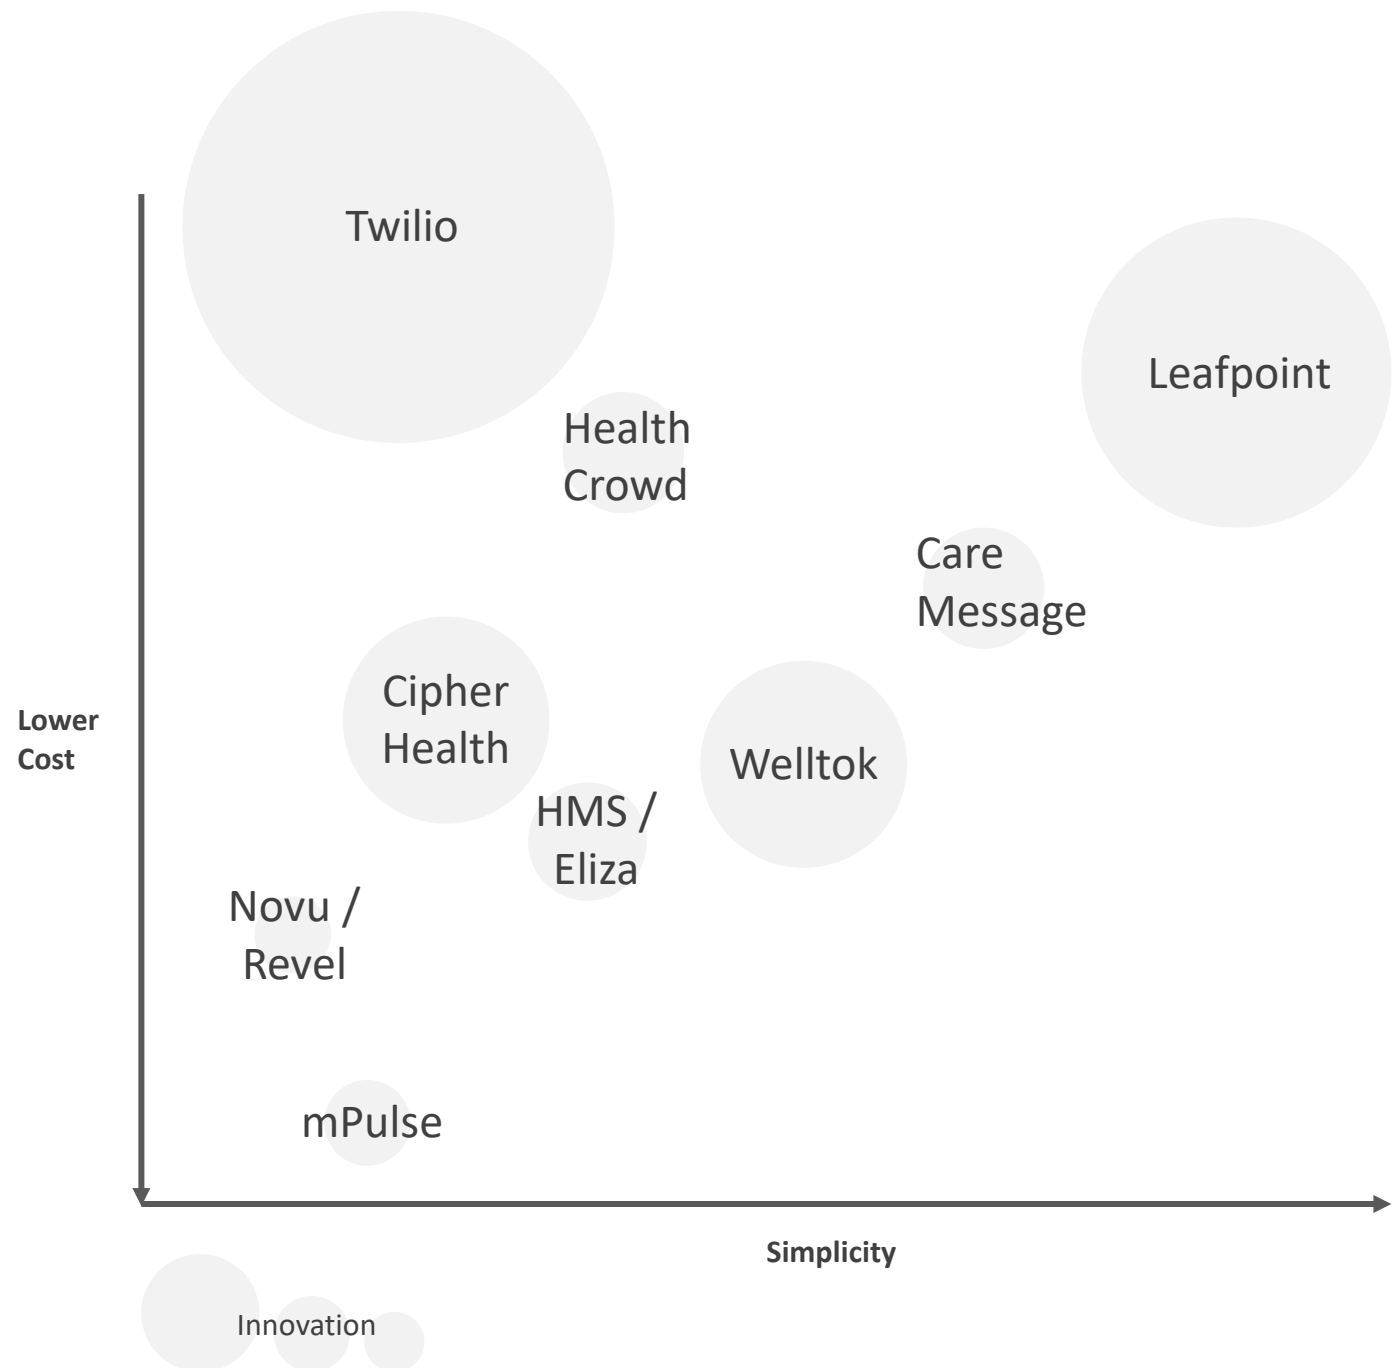 Twilio
Leafpoint
Health
Crowd
Care
Message
Cipher
Health
Lower
Cost
Welltok
HMS /
Eliza
Novu /
Revel
mPulse
Simplicity
Innovation